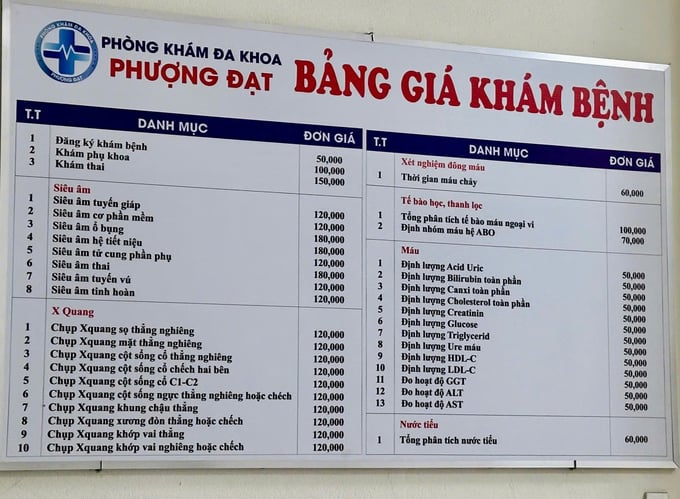 PHÒNG KHÁM ĐA KHOA
PHƯỢNG ĐẠT
PHÒNG KHÁM ĐA KHOA
PHƯỢNG ĐẠT
BẢNG GIÁ KHÁM BỆNH
T.T DANH MỤC ĐƠN GIÁ
1 Đăng ký khám bệnh 50,000
2 Khám phụ khoa 100,000
3 Khám thai 150,000
Siêu âm
1 Siêu âm tuyến giáp 120,000
2 Siêu âm cơ phần mềm 120,000
3 Siêu âm ổ bụng 180,000
4 Siêu âm hệ tiết niệu 180,000
5 Siêu âm tử cung phần phụ 120,000
6 Siêu âm thai 180,000
7 Siêu âm tuyến vú 120,000
8 Siêu âm tinh hoàn 120,000
X Quang
1 Chụp Xquang sọ thẳng nghiêng 120,000
2 Chụp Xquang mặt thẳng nghiêng 120,000
3 Chụp Xquang cột sống cổ thẳng nghiêng 120,000
4 Chụp Xquang cột sống cổ chếch hai bên 120,000
5 Chụp Xquang cột sống cổ C1-C2 120,000
6 Chụp Xquang cột sống ngực thẳng nghiêng hoặc chéch 120,000
7 Chụp Xquang khung chậu thẳng 120,000
8 Chụp Xquang xương đòn thẳng hoặc chếch 120,000
9 Chụp Xquang khớp vai thẳng 120,000
10 Chụp Xquang khớp vai nghiêng hoặc chếch 120,000
T.T DANH MỤC ĐƠN GIÁ
Xét nghiệm đông máu
1 Thời gian máu chảy 60,000
Tế bào học, thanh lọc
1 Tổng phân tích tế bào máu ngoại vi 100,000
2 Định nhóm máu hệ ABO 70,000
Máu
1 Định lượng Acid Uric 50,000
2 Định lượng Bilirubin toàn phần 50,000
3 Định lượng Canxi toàn phần 50,000
4 Định lượng Cholesterol toàn phần 50,000
5 Định lượng Creatinin 50,000
6 Định lượng Glucose 50,000
7 Định lượng Triglyerid 50,000
8 Định lượng Ure máu 50,000
9 Định lượng HDL-C 50,000
10 Định lượng LDL-C 50,000
11 Đo hoạt độ GGT 50,000
12 Đo hoạt độ ALT 50,000
13 Đo hoạt độ AST 50,000
Nước tiểu
1 Tổng phân tích nước tiểu 60,000